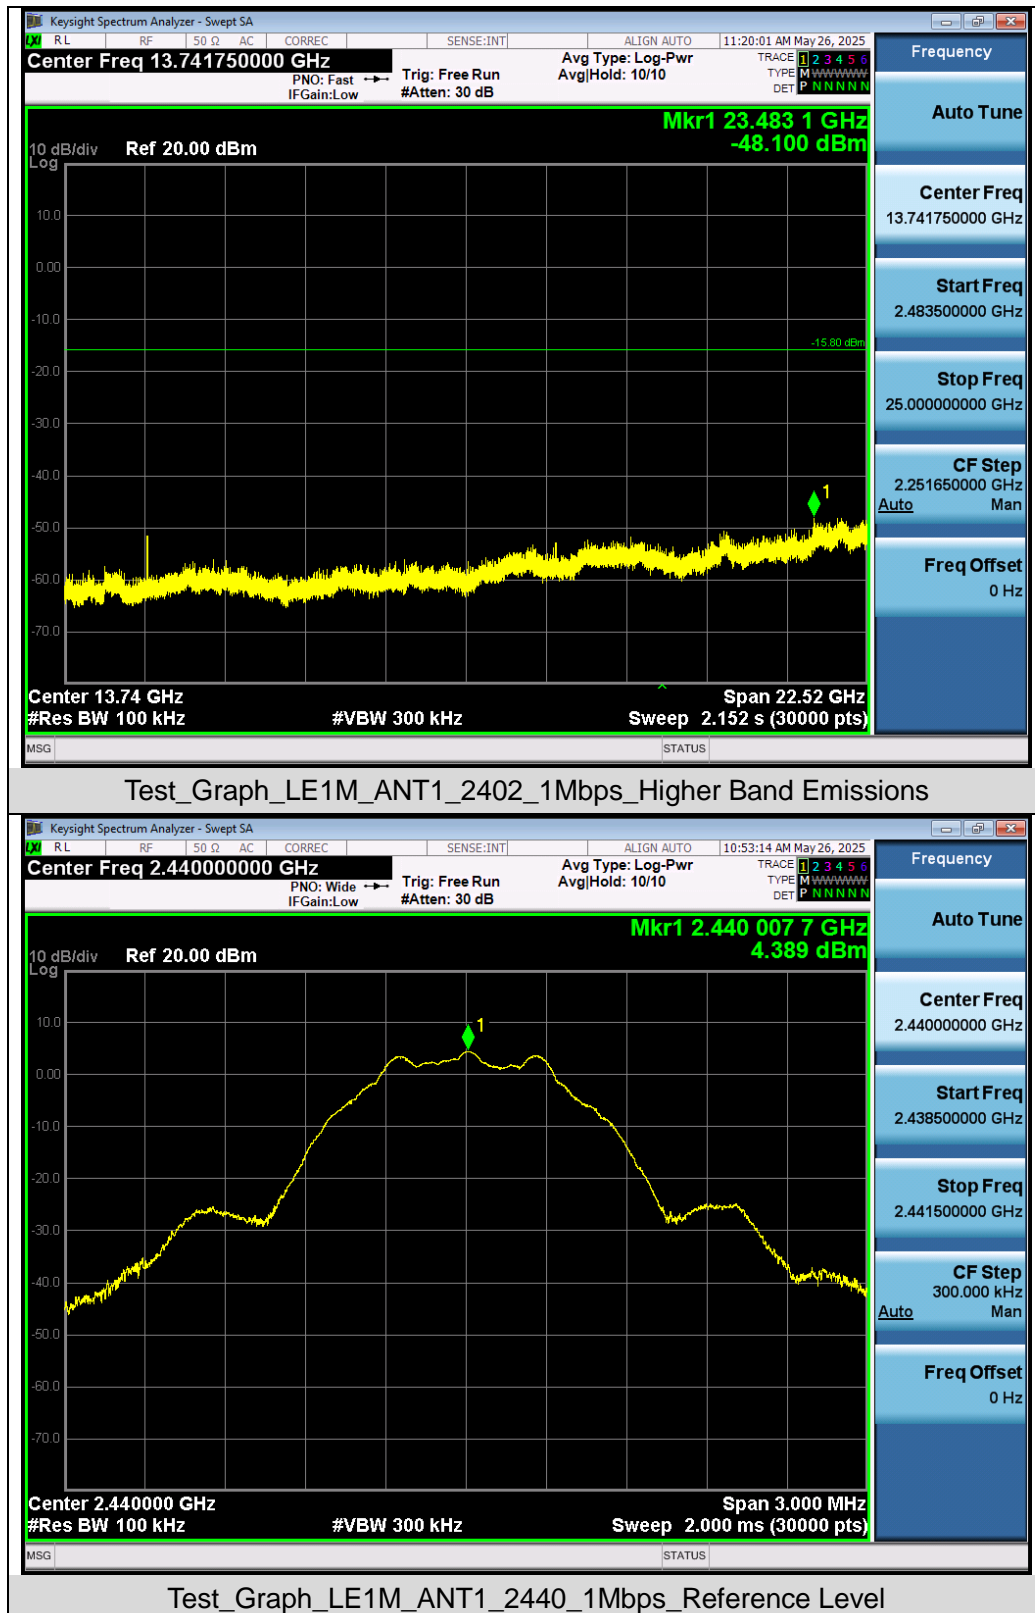 Keysight Spectrum Analyzer - Swept SA
LXI RL RF 50 Ω AC CORREC SENSE:INT ALIGN AUTO 11:20:01 AM May 26, 2025
Center Freq 13.741750000 GHz
PNO: Fast Trig: Free Run Avg Type: Log-Pwr TRACE 1 2 3 4 5 6
IFGain:Low #Atten: 30 dB Avg|Hold: 10/10 TYPE M WWWWW
DET P N N N N N
Mkr1 23.483 1 GHz
10 dB/div Ref 20.00 dBm -48.100 dBm
Log
10.0
0.00
-10.0
-15.80 dBm
-20.0
-30.0
-40.0
1
-50.0
-60.0
-70.0
Center 13.74 GHz Span 22.52 GHz
#Res BW 100 kHz #VBW 300 kHz Sweep 2.152 s (30000 pts)
MSG STATUS
Frequency
Auto Tune
Center Freq
13.741750000 GHz
Start Freq
2.483500000 GHz
Stop Freq
25.000000000 GHz
CF Step
2.251650000 GHz
Auto Man
Freq Offset
0 Hz
Test_Graph_LE1M_ANT1_2402_1Mbps_Higher Band Emissions
Keysight Spectrum Analyzer - Swept SA
LXI RL RF 50 Ω AC CORREC SENSE:INT ALIGN AUTO 10:53:14 AM May 26, 2025
Center Freq 2.440000000 GHz
PNO: Wide Trig: Free Run Avg Type: Log-Pwr TRACE 1 2 3 4 5 6
IFGain:Low #Atten: 30 dB Avg|Hold: 10/10 TYPE M WWWWW
DET P N N N N N
Mkr1 2.440 007 7 GHz
10 dB/div Ref 20.00 dBm 4.389 dBm
Log
1
10.0
0.00
-10.0
-20.0
-30.0
-40.0
-50.0
-60.0
-70.0
Center 2.440000 GHz Span 3.000 MHz
#Res BW 100 kHz #VBW 300 kHz Sweep 2.000 ms (30000 pts)
MSG STATUS
Frequency
Auto Tune
Center Freq
2.440000000 GHz
Start Freq
2.438500000 GHz
Stop Freq
2.441500000 GHz
CF Step
300.000 kHz
Auto Man
Freq Offset
0 Hz
Test_Graph_LE1M_ANT1_2440_1Mbps_Reference Level